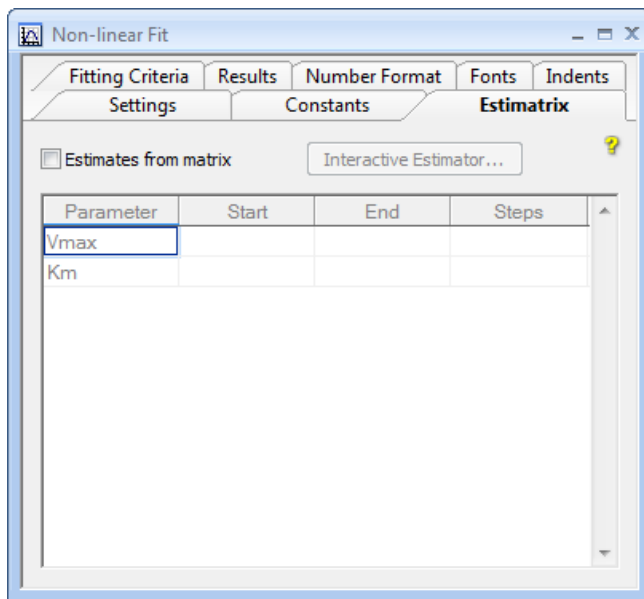 Non-linear Fit
Fitting Criteria Results Number Format Fonts Indents
Settings Constants Estimatrix
Estimates from matrix Interactive Estimator... ?
Parameter Start End Steps
Vmax
Km